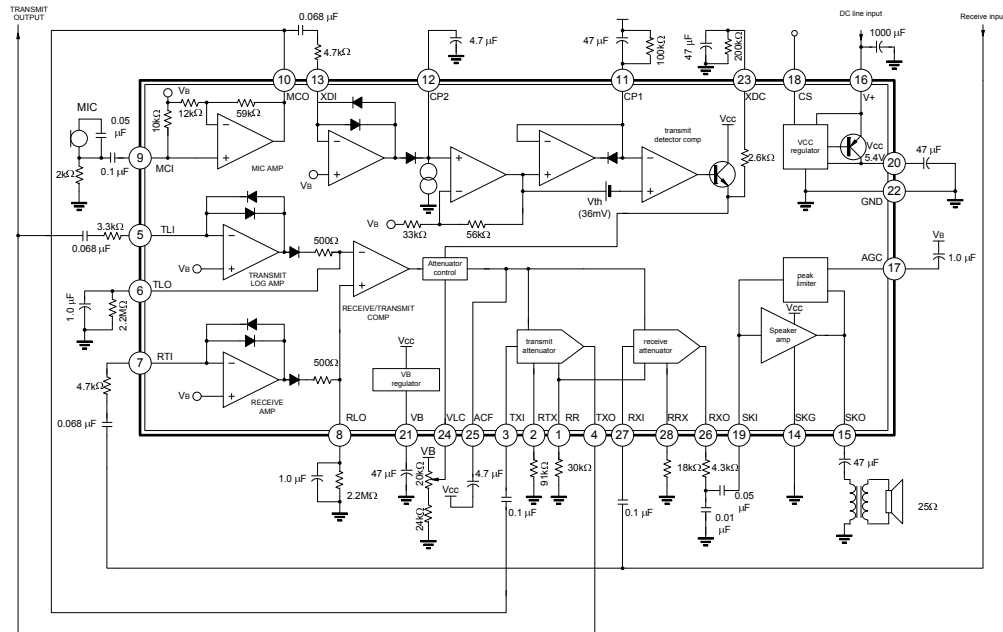 TRANSMIT
OUTPUT
DC line input
Receive input
0.068 µF
4.7kΩ
4.7 µF
47 µF
100kΩ
47 µF
200kΩ
1000 µF
10
13
12
11
23
18
16
MCO
XDI
CP2
CP1
XDC
CS
V+
VB
12kΩ
59kΩ
10kΩ
MIC
0.05
µF
2kΩ
0.1 µF
9
MCI
MIC AMP
VB
transmit
detector comp
Vcc
2.6kΩ
VCC
regulator
Vcc
5.4V
20
47 µF
22
GND
Vth
(36mV)
VB
33kΩ
56kΩ
3.3kΩ
0.068 µF
5
TLI
VB
TRANSMIT
LOG AMP
500Ω
Attenuator
control
RECEIVE/TRANSMIT
COMP
6
TLO
1.0 µF
2.2MΩ
VB
AGC
17
1.0 µF
peak
limiter
Vcc
Speaker
amp
7
RTI
4.7kΩ
0.068 µF
VB
RECEIVE
AMP
500Ω
Vcc
VB
regulator
transmit
attenuator
receive
attenuator
RLO
VB
VLC
ACF
TXI
RTX
RR
TXO
RXI
RRX
RXO
SKI
SKG
SKO
8
21
24
25
3
2
1
4
27
28
26
19
14
15
1.0 µF
2.2MΩ
47 µF
VB
20kΩ
24kΩ
Vcc
4.7 µF
0.1 µF
91kΩ
30kΩ
0.1 µF
18kΩ
4.3kΩ
0.05
µF
0.01
µF
47 µF
25Ω